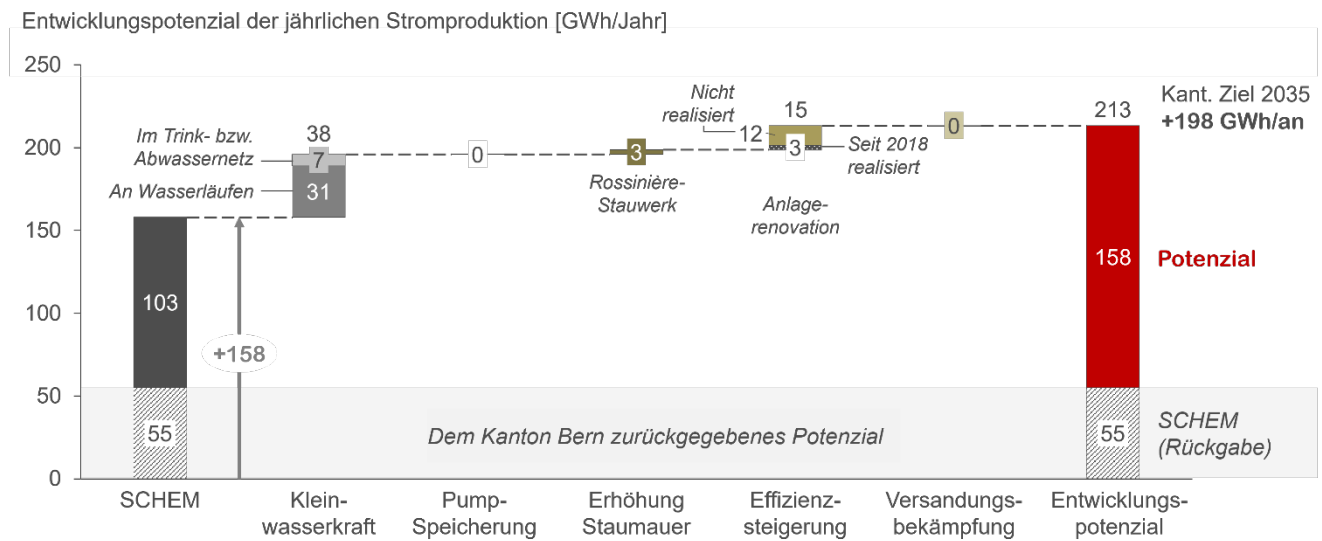 Entwicklungspotenzial der jährlichen Stromproduktion [GWh/Jahr]
250
200
150
100
50
0
Im Trink- bzw.
Abwassernetz
An Wasserläufen
38
7
31
103
55
+158
0
3
Rossinière-
Stauwerk
Nicht
realisiert
15
12
3
Seit 2018
realisiert
Anlage-
renovation
0
213
158
55
Kant. Ziel 2035
+198 GWh/an
Potenzial
SCHEM
(Rückgabe)
Dem Kanton Bern zurückgegebenes Potenzial
SCHEM
Klein-
wasserkraft
Pump-
Speicherung
Erhöhung
Staumauer
Effizienz-
steigerung
Versandungs-
bekämpfung
Entwicklungs-
potenzial